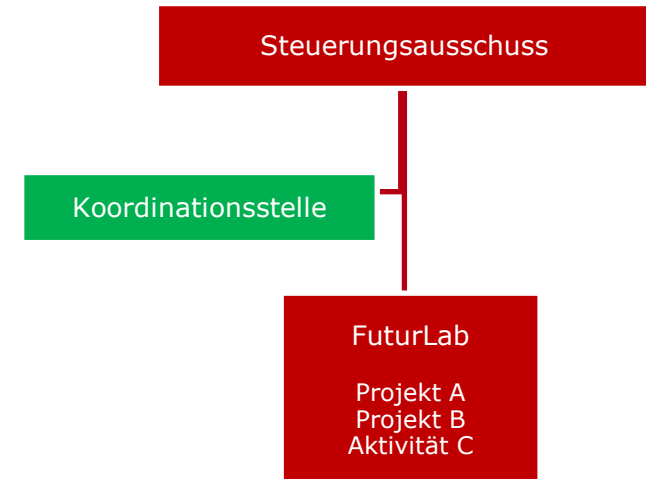 Steuerungsausschuss
Koordinationsstelle
FuturLab
Projekt A
Projekt B
Aktivität C